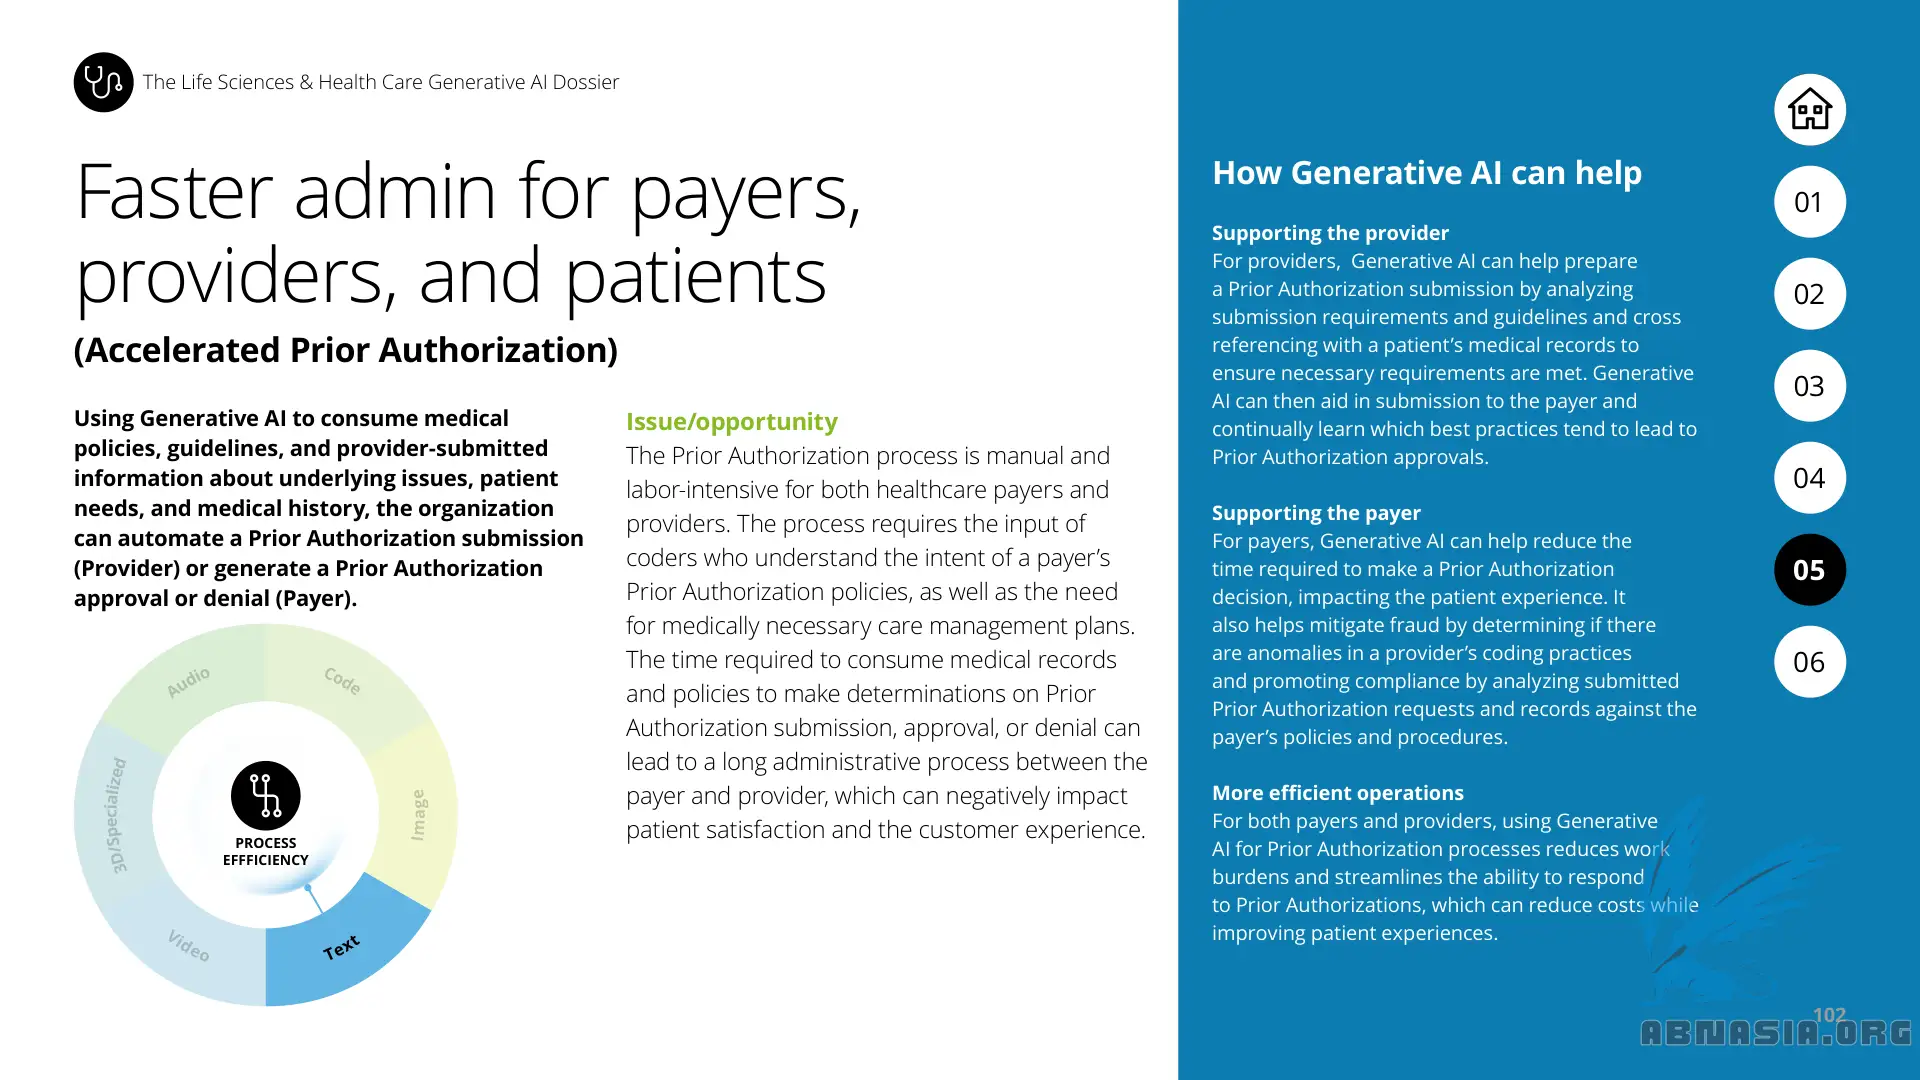 The Life Sciences & Health Care Generative AI Dossier
Faster admin for payers,
providers, and patients
(Accelerated Prior Authorization)
Using Generative AI to consume medical
policies, guidelines, and provider-submitted
information about underlying issues, patient
needs, and medical history, the organization
can automate a Prior Authorization submission
(Provider) or generate a Prior Authorization
approval or denial (Payer).
Audio
Code
3D/Specialized
Image
PROCESS
EFFFICIENCY
Video
Text
Issue/opportunity
The Prior Authorization process is manual and
labor-intensive for both healthcare payers and
providers. The process requires the input of
coders who understand the intent of a payer’s
Prior Authorization policies, as well as the need
for medically necessary care management plans.
The time required to consume medical records
and policies to make determinations on Prior
Authorization submission, approval, or denial can
lead to a long administrative process between the
payer and provider, which can negatively impact
patient satisfaction and the customer experience.
How Generative AI can help
Supporting the provider
For providers,  Generative AI can help prepare
a Prior Authorization submission by analyzing
submission requirements and guidelines and cross
referencing with a patient’s medical records to
ensure necessary requirements are met. Generative
AI can then aid in submission to the payer and
continually learn which best practices tend to lead to
Prior Authorization approvals.
Supporting the payer
For payers, Generative AI can help reduce the
time required to make a Prior Authorization
decision, impacting the patient experience. It
also helps mitigate fraud by determining if there
are anomalies in a provider’s coding practices
and promoting compliance by analyzing submitted
Prior Authorization requests and records against the
payer’s policies and procedures.
More efficient operations
For both payers and providers, using Generative
AI for Prior Authorization processes reduces work
burdens and streamlines the ability to respond
to Prior Authorizations, which can reduce costs while
improving patient experiences.
01
02
03
04
05
06
102
ABNASIA.ORG